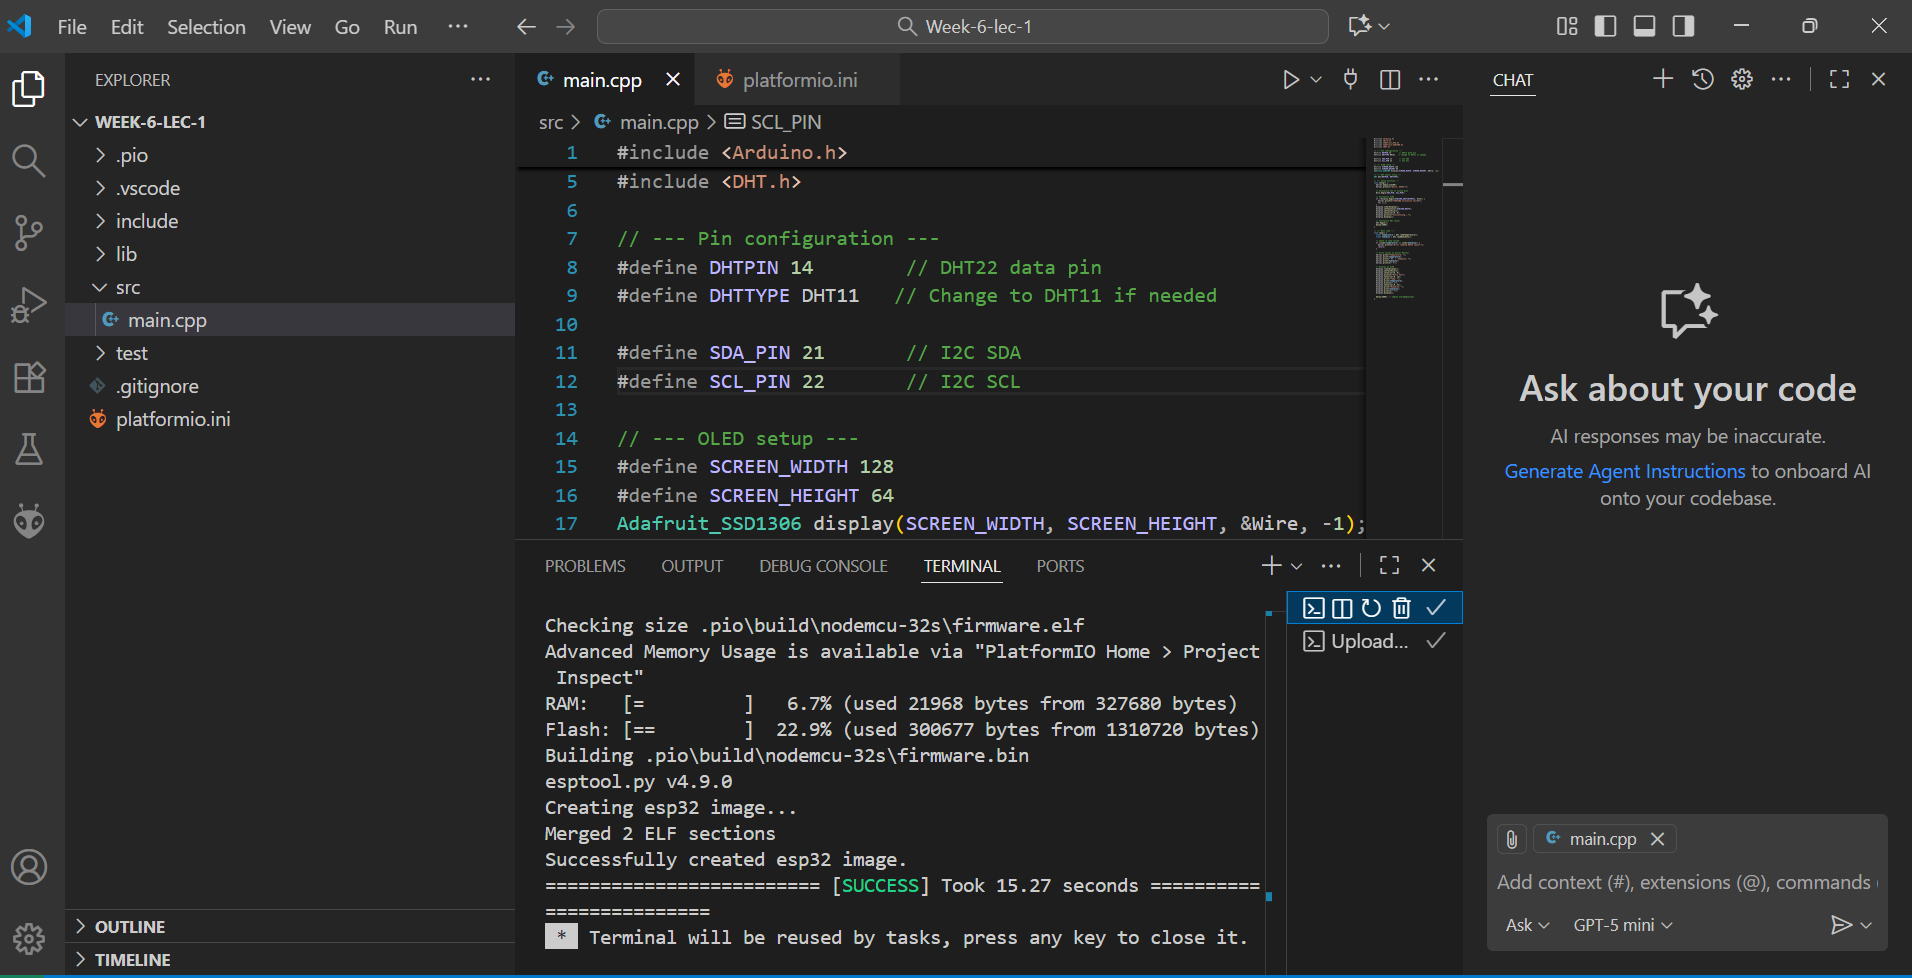 File Edit Selection View Go Run ···
Week-6-lec-1
EXPLORER
WEEK-6-LEC-1
.pio
.vscode
include
lib
src
main.cpp
test
.gitignore
platformio.ini
OUTLINE
TIMELINE
main.cpp
platformio.ini
src > main.cpp > SCL_PIN
1 #include <Arduino.h>
5 #include <DHT.h>
6
7 // --- Pin configuration ---
8 #define DHTPIN 14 // DHT22 data pin
9 #define DHTTYPE DHT11 // Change to DHT11 if needed
10
11 #define SDA_PIN 21 // I2C SDA
12 #define SCL_PIN 22 // I2C SCL
13
14 // --- OLED setup ---
15 #define SCREEN_WIDTH 128
16 #define SCREEN_HEIGHT 64
17 Adafruit_SSD1306 display(SCREEN_WIDTH, SCREEN_HEIGHT, &Wire, -1);
PROBLEMS OUTPUT DEBUG CONSOLE TERMINAL PORTS
Checking size .pio\build\nodemcu-32s\firmware.elf
Advanced Memory Usage is available via "PlatformIO Home > Project
Inspect"
RAM: [= ] 6.7% (used 21968 bytes from 327680 bytes)
Flash: [== ] 22.9% (used 300677 bytes from 1310720 bytes)
Building .pio\build\nodemcu-32s\firmware.bin
esptool.py v4.9.0
Creating esp32 image...
Merged 2 ELF sections
Successfully created esp32 image.
========================= [SUCCESS] Took 15.27 seconds ==========
===============
* Terminal will be reused by tasks, press any key to close it.
Upload...
CHAT
Ask about your code
AI responses may be inaccurate.
Generate Agent Instructions to onboard AI
onto your codebase.
main.cpp
Add context (#), extensions (@), commands
Ask GPT-5 mini